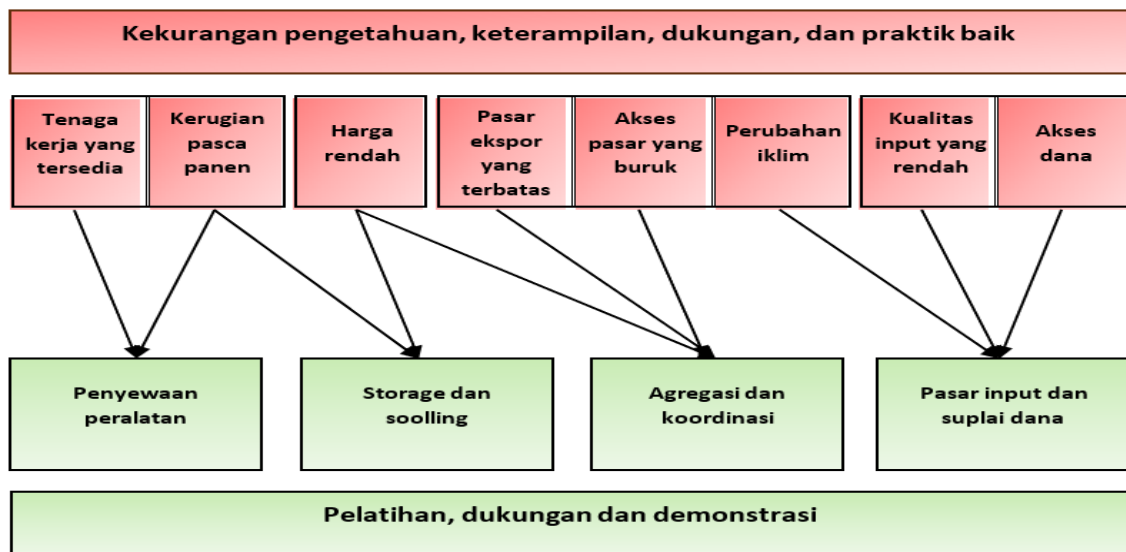 Kekurangan pengetahuan, keterampilan, dukungan, dan praktik baik
Tenaga
kerja yang
tersedia
Kerugian
pasca
panen
Harga
rendah
Pasar
ekspor
yang
terbatas
Akses
pasar yang
buruk
Perubahan
iklim
Kualitas
input yang
rendah
Akses
dana
Penyewaan
peralatan
Storage dan
soolling
Agregasi dan
koordinasi
Pasar input dan
suplai dana
Pelatihan, dukungan dan demonstrasi